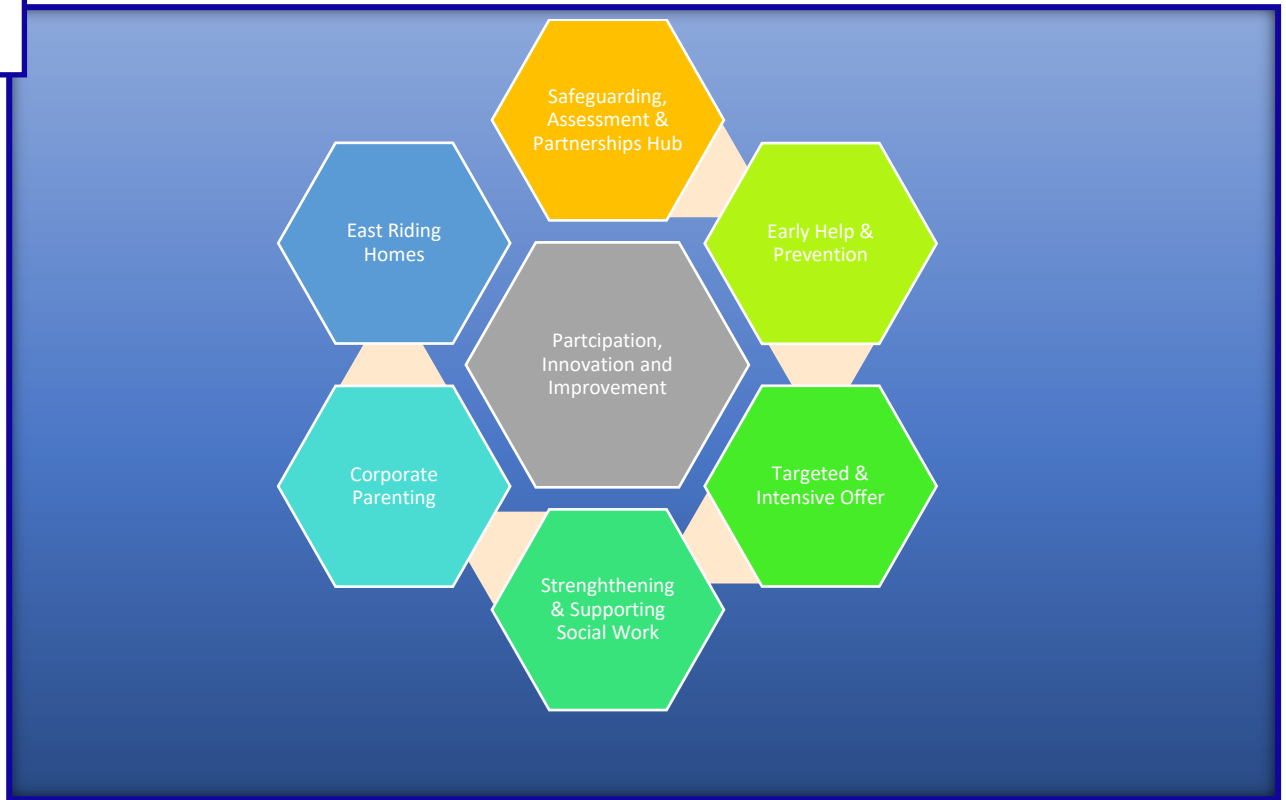 Safeguarding,
Assessment &
Partnerships Hub
Early Help &
Prevention
Targeted &
Intensive Offer
Strenghthening
& Supporting
Social Work
Corporate
Parenting
East Riding
Homes
Partcipation,
Innovation and
Improvement